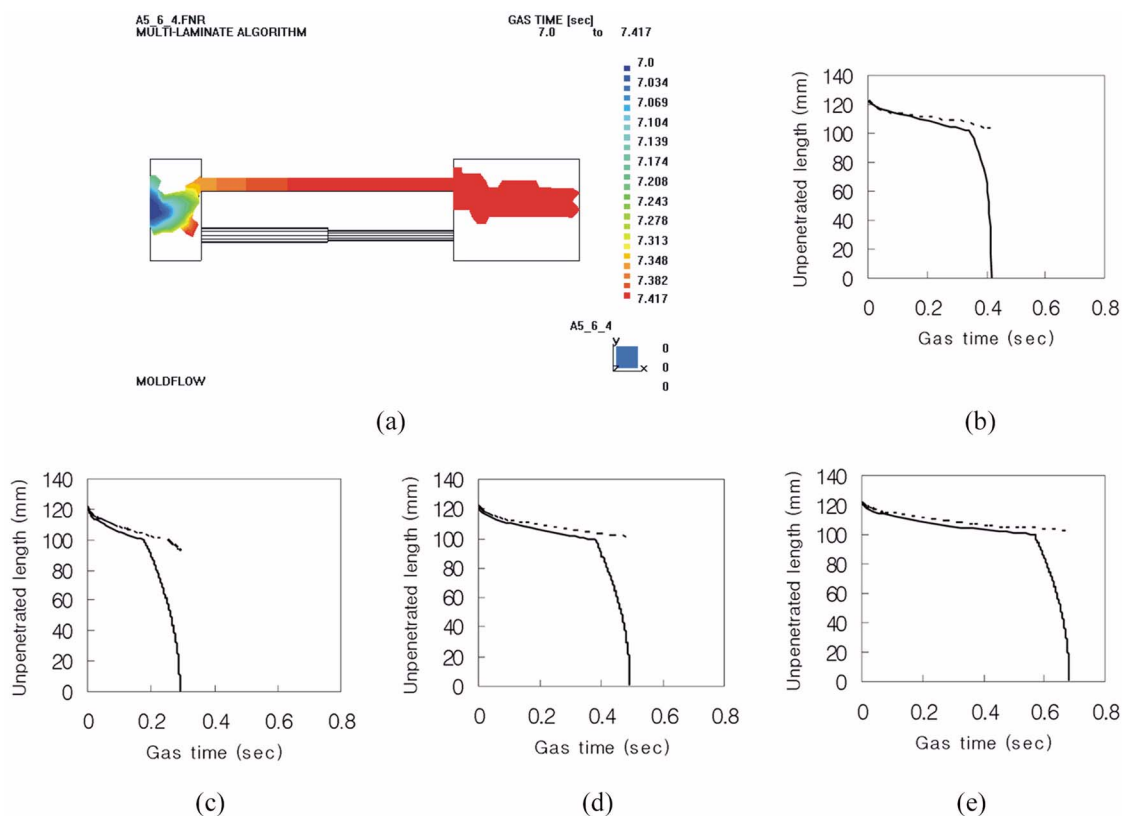 A5_6_4.FNR
MULTI-LAMINATE ALGORITHM
GAS TIME [sec]
7.0 to 7.417
7.0
7.034
7.069
7.104
7.139
7.174
7.208
7.243
7.278
7.313
7.348
7.382
7.417
A5_6_4
y
0
z x 0
0
MOLDFLOW
(a)
Unpenetrated length (mm)
140
120
100
80
60
40
20
0
0 0.2 0.4 0.6 0.8
Gas time (sec)
(b)
Unpenetrated length (mm)
140
120
100
80
60
40
20
0
0 0.2 0.4 0.6 0.8
Gas time (sec)
(c)
Unpenetrated length (mm)
140
120
100
80
60
40
20
0
0 0.2 0.4 0.6 0.8
Gas time (sec)
(d)
Unpenetrated length (mm)
140
120
100
80
60
40
20
0
0 0.2 0.4 0.6 0.8
Gas time (sec)
(e)